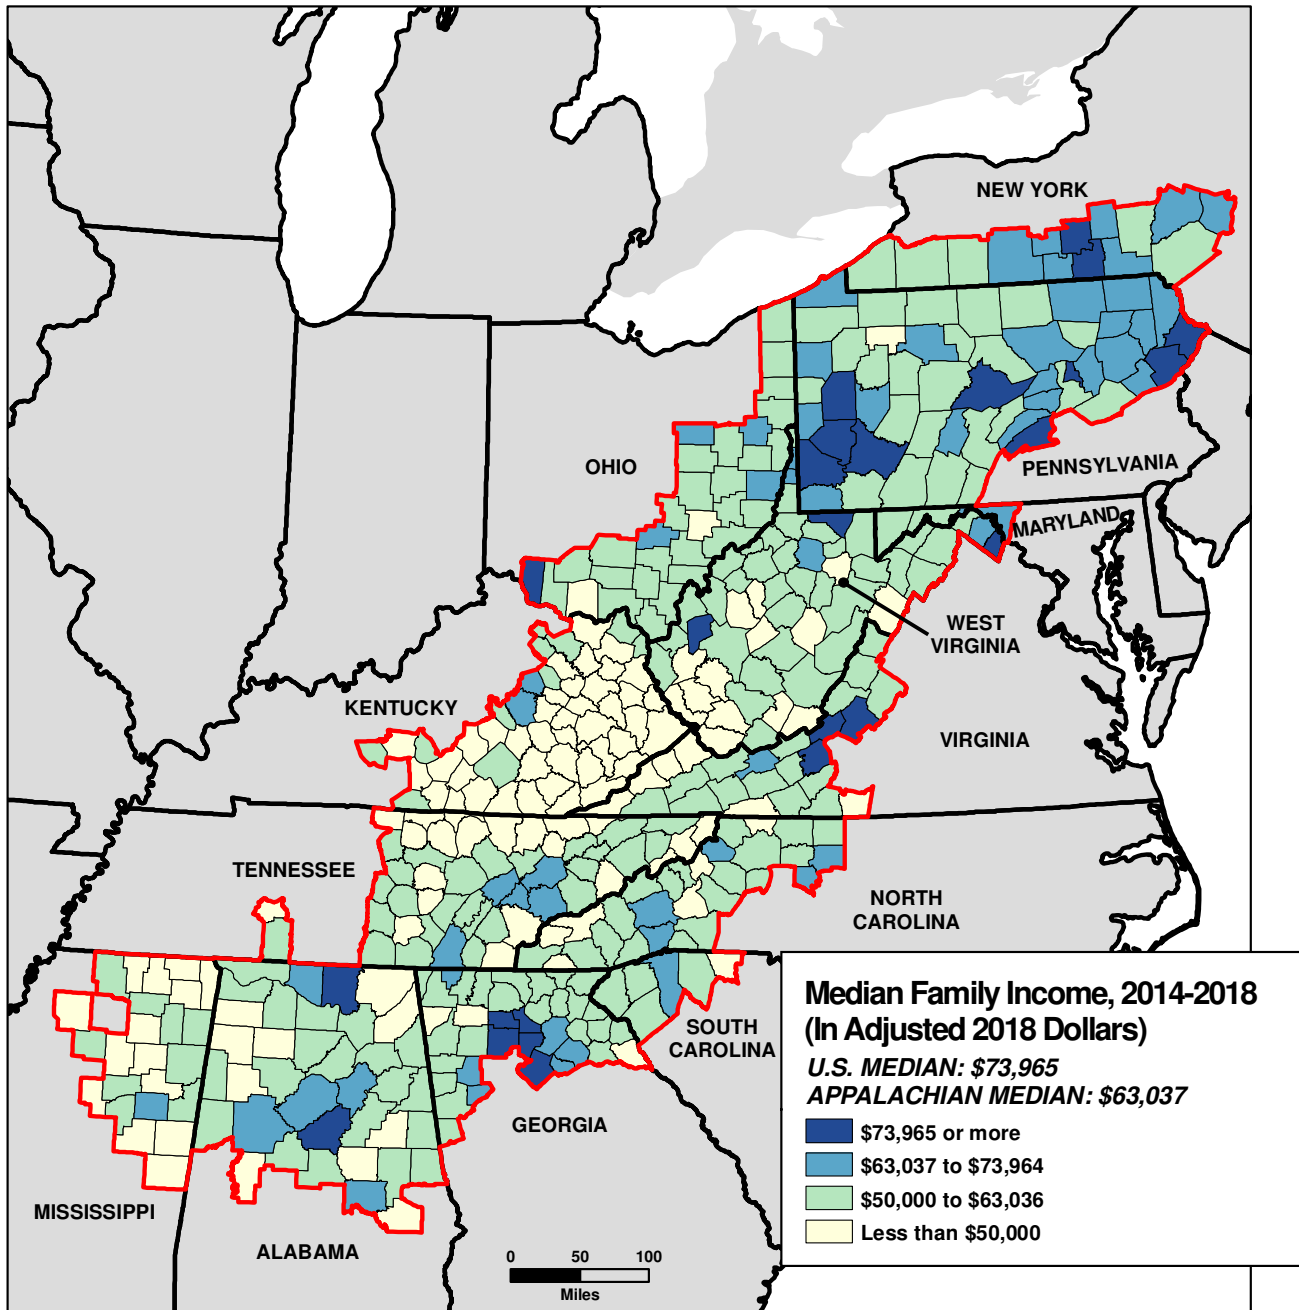 NEW YORK
OHIO
PENNSYLVANIA
MARYLAND
WEST
VIRGINIA
KENTUCKY
VIRGINIA
TENNESSEE
NORTH
CAROLINA
SOUTH
CAROLINA
GEORGIA
MISSISSIPPI
ALABAMA
0 50 100
Miles
Median Family Income, 2014-2018
(In Adjusted 2018 Dollars)
U.S. MEDIAN: $73,965
APPALACHIAN MEDIAN: $63,037
$73,965 or more
$63,037 to $73,964
$50,000 to $63,036
Less than $50,000